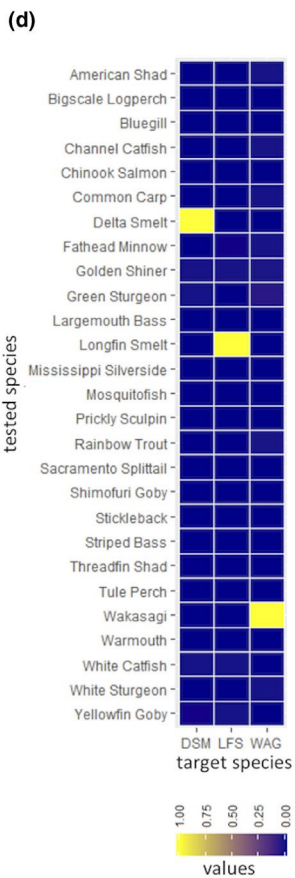 (d)
American Shad
Bigscale Logperch
Bluegill
Channel Catfish
Chinook Salmon
Common Carp
Delta Smelt
Fathead Minnow
Golden Shiner
Green Sturgeon
Largemouth Bass
Longfin Smelt
Mississippi Silverside
Mosquitofish
Prickly Sculpin
Rainbow Trout
Sacramento Splittail
Shimofuri Goby
Stickleback
Striped Bass
Threadfin Shad
Tule Perch
Wakasagi
Warmouth
White Catfish
White Sturgeon
Yellowfin Goby
tested species
DSM LFS WAG
target species
1.00 0.75 0.50 0.25 0.00
values